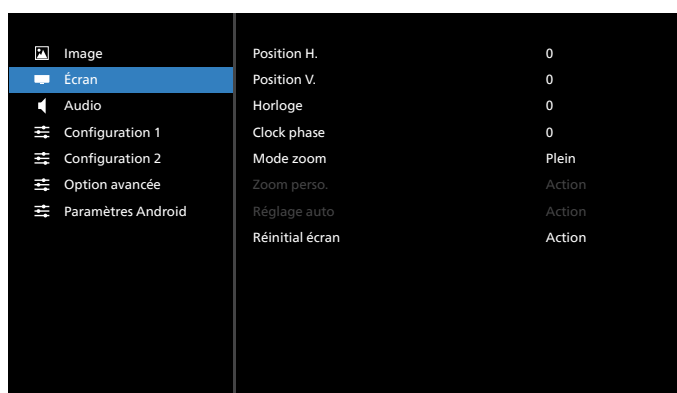 Image
Écran
Audio
Configuration 1
Configuration 2
Option avancée
Paramètres Android
Position H. 0
Position V. 0
Horloge 0
Clock phase 0
Mode zoom Plein
Zoom perso. Action
Réglage auto Action
Réinitial écran Action